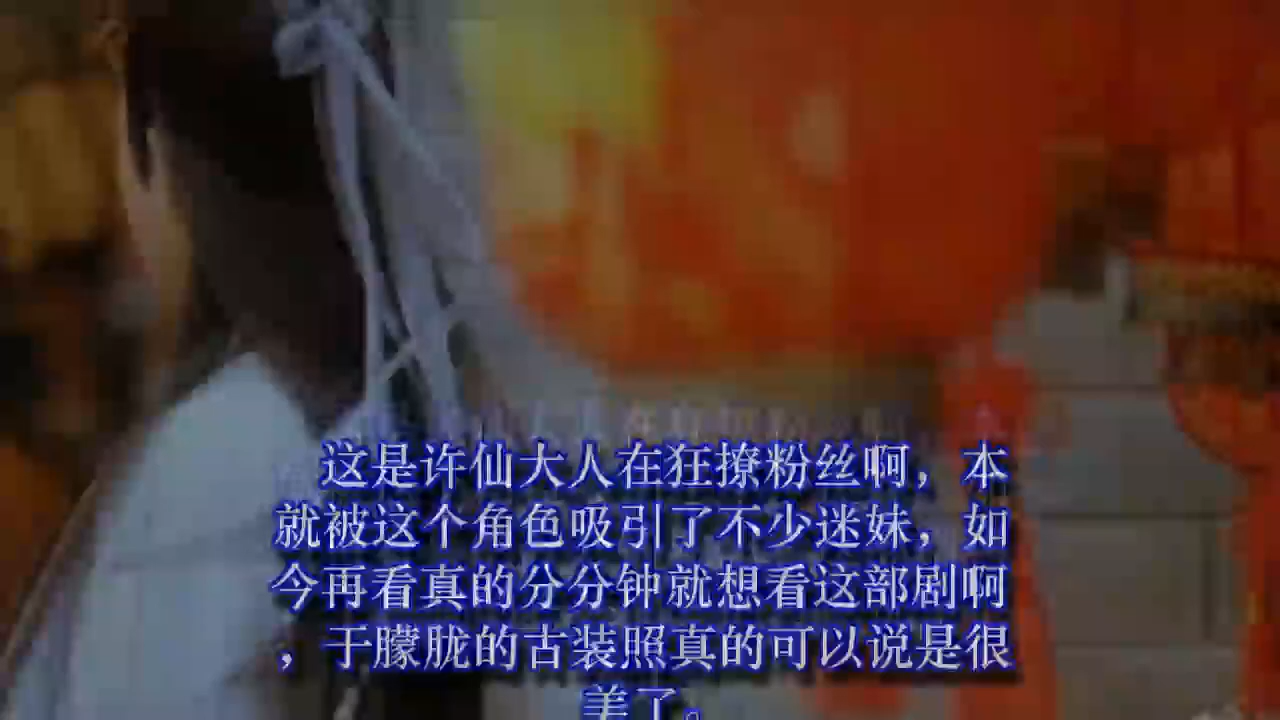 这是许仙大人在狂撩粉丝啊，本
就被这个角色吸引了不少迷妹，如
今再看真的分分钟就想看这部剧啊
，于朦胧的古装照真的可以说是很
美了。